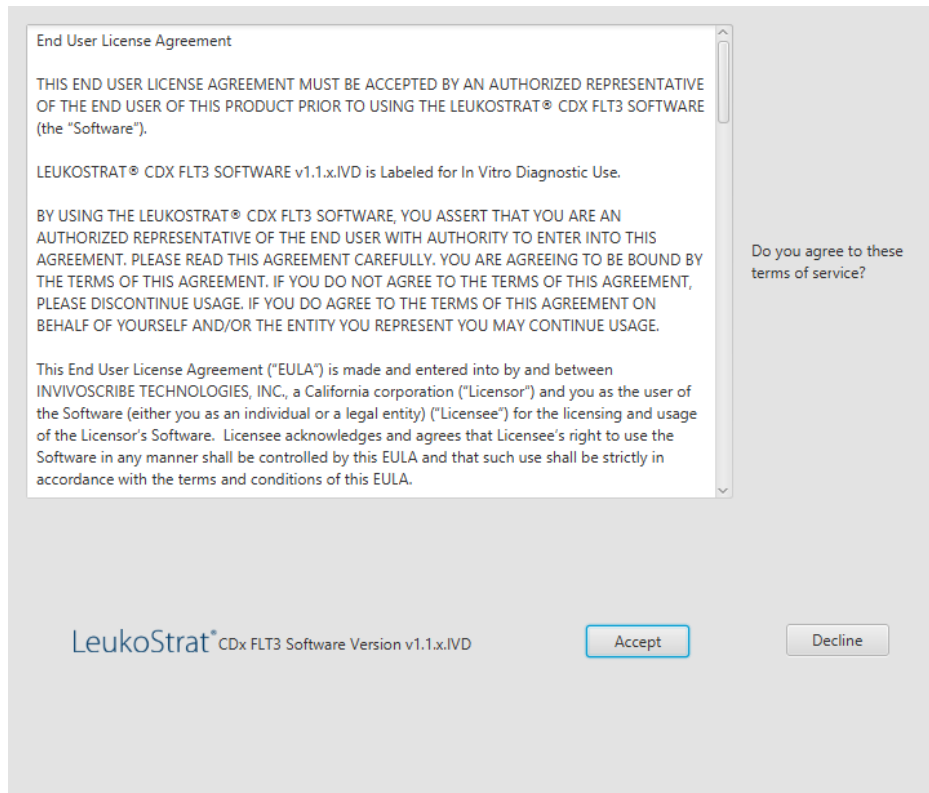 End User License Agreement
THIS END USER LICENSE AGREEMENT MUST BE ACCEPTED BY AN AUTHORIZED REPRESENTATIVE
OF THE END USER OF THIS PRODUCT PRIOR TO USING THE LEUKOSTRAT® CDX FLT3 SOFTWARE
(the “Software”).
LEUKOSTRAT® CDX FLT3 SOFTWARE v1.1.x.IVD is Labeled for In Vitro Diagnostic Use.
BY USING THE LEUKOSTRAT® CDX FLT3 SOFTWARE, YOU ASSERT THAT YOU ARE AN
AUTHORIZED REPRESENTATIVE OF THE END USER WITH AUTHORITY TO ENTER INTO THIS
AGREEMENT. PLEASE READ THIS AGREEMENT CAREFULLY. YOU ARE AGREEING TO BE BOUND BY
THE TERMS OF THIS AGREEMENT. IF YOU DO NOT AGREE TO THE TERMS OF THIS AGREEMENT,
PLEASE DISCONTINUE USAGE. IF YOU DO AGREE TO THE TERMS OF THIS AGREEMENT ON
BEHALF OF YOURSELF AND/OR THE ENTITY YOU REPRESENT YOU MAY CONTINUE USAGE.
This End User License Agreement (“EULA”) is made and entered into by and between
INVIVOSCRIBE TECHNOLOGIES, INC., a California corporation (“Licensor”) and you as the user of
the Software (either you as an individual or a legal entity) (“Licensee”) for the licensing and usage
of the Licensor's Software. Licensee acknowledges and agrees that Licensee's right to use the
Software in any manner shall be controlled by this EULA and that such use shall be strictly in
accordance with the terms and conditions of this EULA.
Do you agree to these
terms of service?
LeukoStrat® CDx FLT3 Software Version v1.1.x.IVD
Accept
Decline